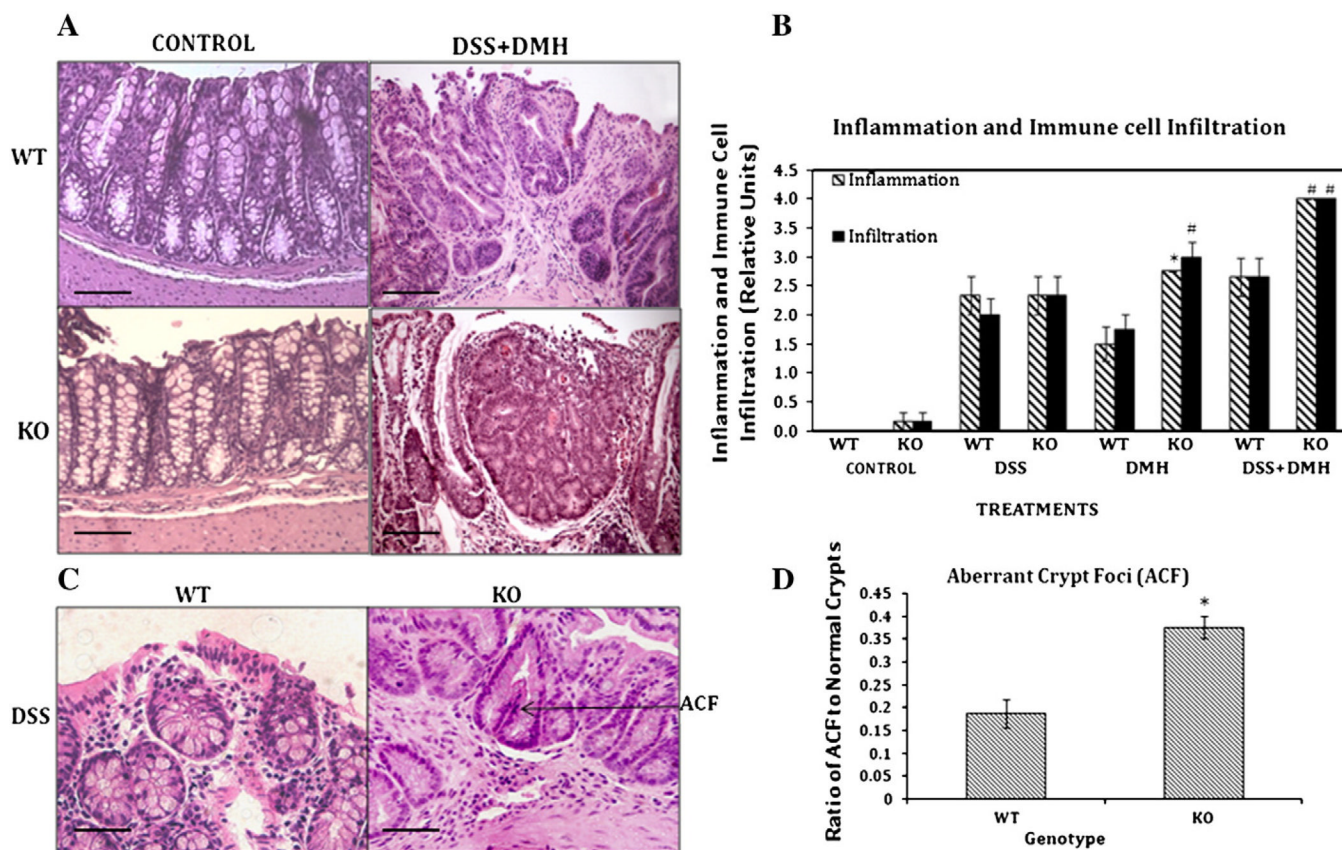 A
CONTROL
DSS+DMH
WT
KO
B
Inflammation and Immune cell Infiltration
Inflammation and Immune Cell
Infiltration (Relative Units)
4.5
4.0
3.5
3.0
2.5
2.0
1.5
1.0
0.5
0.0
Inflammation
Infiltration
*
#
# #
WT KO WT KO WT KO WT KO
CONTROL DSS DMH DSS+DMH
TREATMENTS
C
WT
KO
DSS
ACF
D
Aberrant Crypt Foci (ACF)
Ratio of ACF to Normal Crypts
0.45
0.4
0.35
0.3
0.25
0.2
0.15
0.1
0.05
0
*
WT KO
Genotype